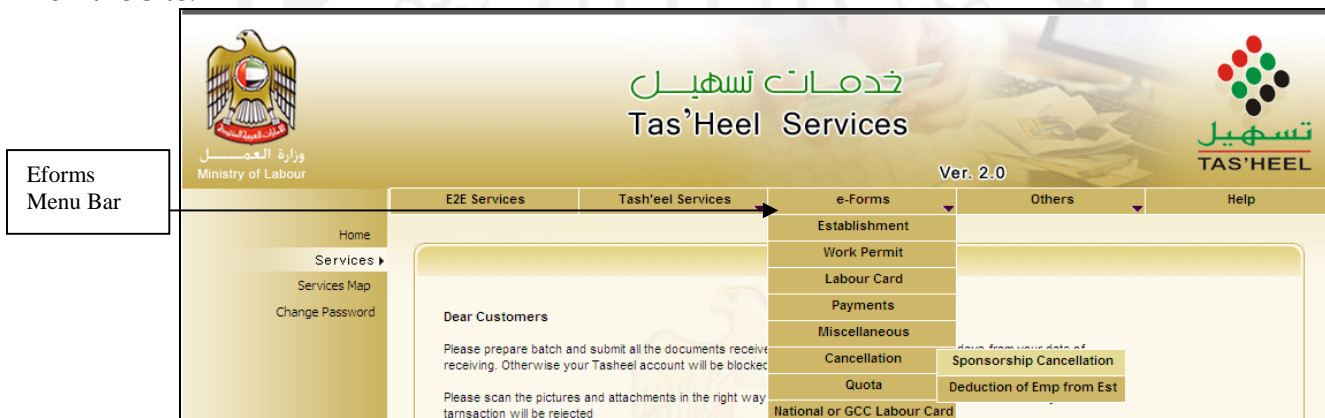 خدمات تسهيل
Tas'Heel Services
Ver. 2.0
وزارة العمل
Ministry of Labour
تسهيل
TAS'HEEL
Eforms
Menu Bar
E2E Services
Tash'eel Services
e-Forms
Others
Help
Home
Services
Services Map
Change Password
Establishment
Work Permit
Labour Card
Payments
Miscellaneous
Cancellation
Quota
National or GCC Labour Card
Sponsorship Cancellation
Deduction of Emp from Est
Dear Customers
Please prepare batch and submit all the documents receive days from your date of
receiving. Otherwise your Tasheel account will be blocked
Please scan the pictures and attachments in the right way
tarnsaction will be rejected